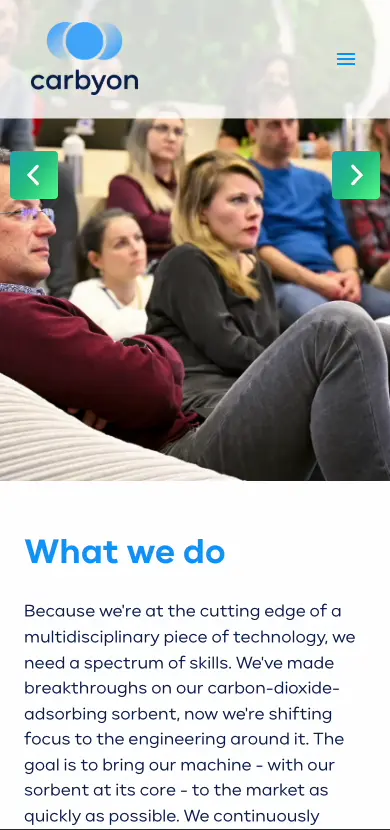 carbyon
What we do
Because we're at the cutting edge of a
multidisciplinary piece of technology, we
need a spectrum of skills. We've made
breakthroughs on our carbon-dioxide-
adsorbing sorbent, now we're shifting
focus to the engineering around it. The
goal is to bring our machine - with our
sorbent at its core - to the market as
quickly as possible. We continuously